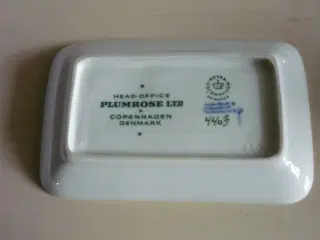 HEAD-OFFICE
PLUMROSE LTD
COPENHAGEN
DENMARK
4403